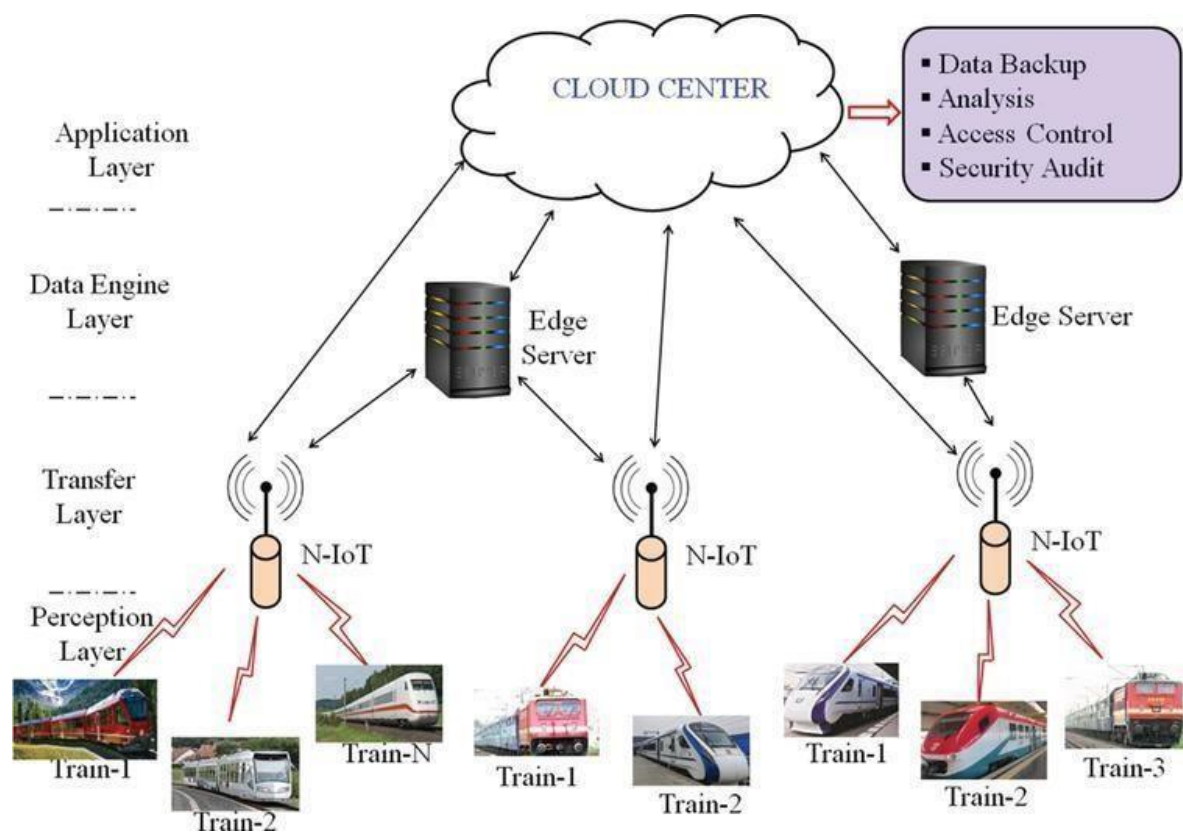 CLOUD CENTER
Data Backup
Analysis
Access Control
Security Audit
Application
Layer
Data Engine
Layer
Edge
Server
Edge Server
Transfer
Layer
N-IoT
N-IoT
N-IoT
Perception
Layer
Train-1
Train-2
Train-N
Train-1
Train-2
Train-1
Train-2
Train-3